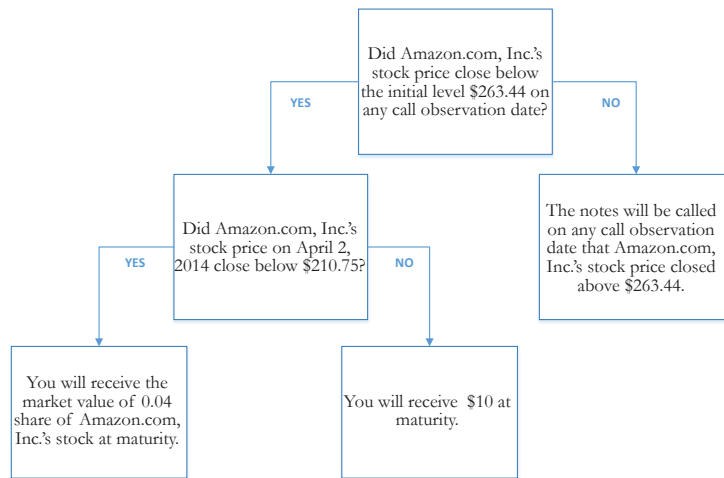 Did Amazon.com, Inc.'s
stock price close below
the initial level $263.44 on
any call observation date?
YES
NO
Did Amazon.com, Inc.'s
stock price on April 2,
2014 close below $210.75?
The notes will be called
on any call observation
date that Amazon.com,
Inc.'s stock price closed
above $263.44.
YES
NO
You will receive the
market value of 0.04
share of Amazon.com,
Inc.'s stock at maturity.
You will receive $10 at
maturity.